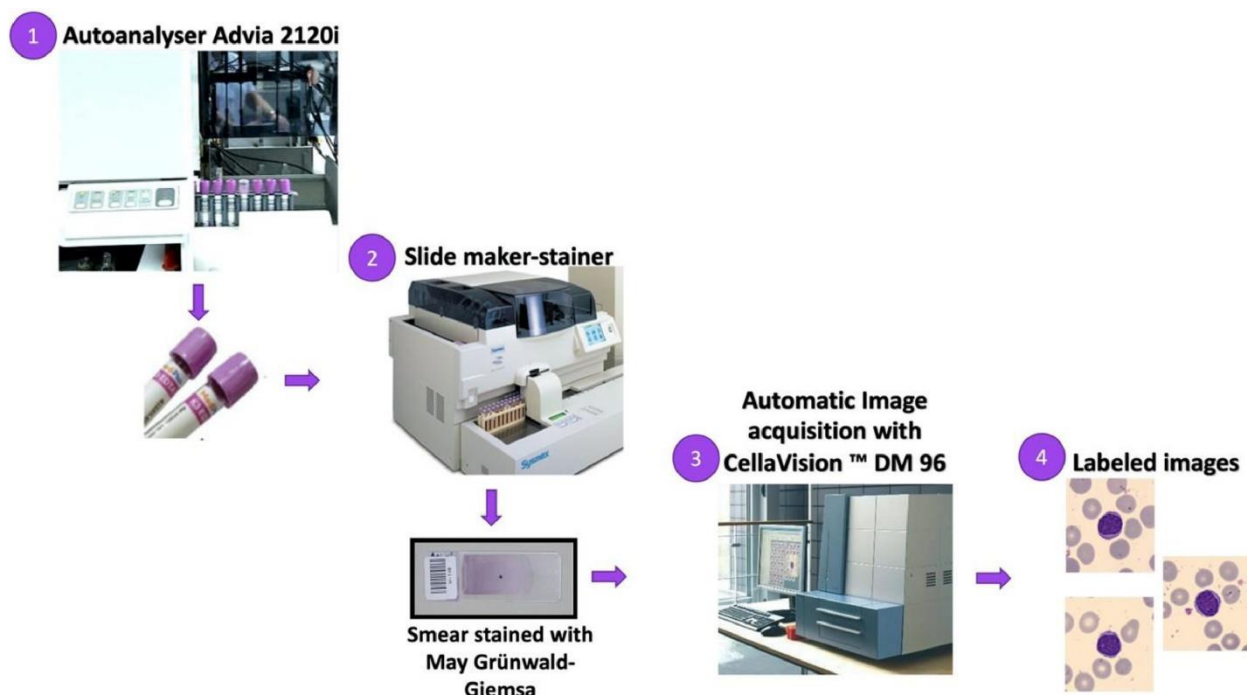 1
Autoanalyser Advia 2120i
2
Slide maker-stainer
Sysmex
Smear stained with
May Grünwald-
Giemsa
3
Automatic Image
acquisition with
CellaVision ™ DM 96
4
Labeled images